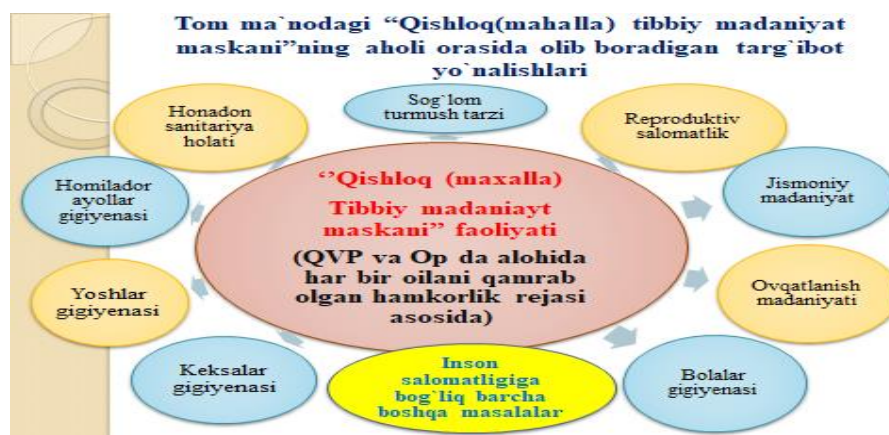 Tom ma`nodagi “Qishloq(mahalla) tibbiy madaniyat
maskani”ning aholi orasida olib boradigan targ`ibot
yo`nalishlari
Honadon
sanitariya
holati
Sog`lom
turmush tarzi
Reproduktiv
salomatlik
Homilador
ayollar
gigiyenasi
‘’Qishloq (maxalla)
Tibbiy madaniayt
maskani” faoliyati
(QVP va Op da alohida
har bir oilani qamrab
olgan hamkorlik rejasi
asosida)
Jismoniy
madaniyat
Yoshlar
gigiyenasi
Ovqatlanish
madaniyati
Keksalar
gigiyenasi
Inson
salomatligiga
bog`liq barcha
boshqa masalalar
Bolalar
gigiyenasi